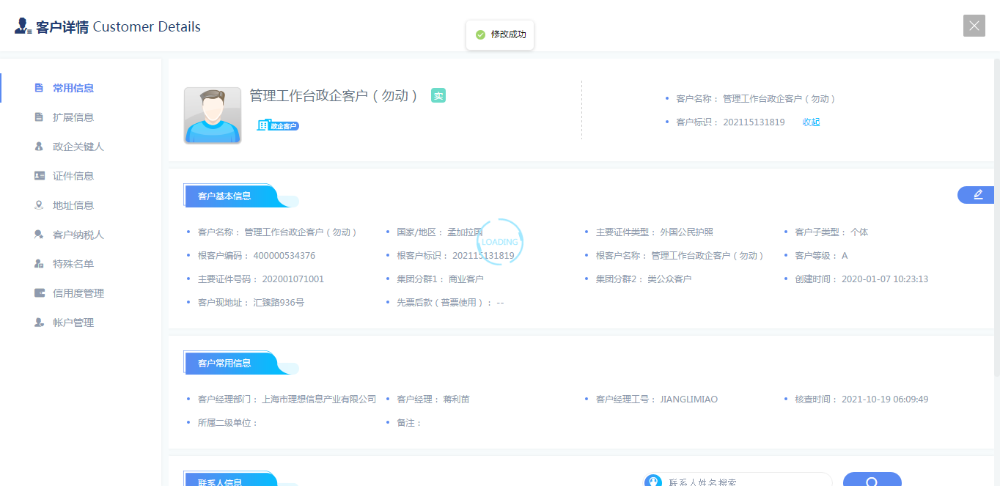 客户详情 Customer Details
修改成功
常用信息
扩展信息
政企关键人
证件信息
地址信息
客户纳税人
特殊名单
信用度管理
帐户管理
管理工作台政企客户（勿动） 实
政企客户
客户名称： 管理工作台政企客户（勿动）
客户标识： 202115131819 收起
客户基本信息
客户名称： 管理工作台政企客户（勿动） 国家/地区： 孟加拉国 主要证件类型： 外国公民护照 客户子类型： 个体
LOADING
根客户编码： 400000534376 根客户标识： 202115131819 根客户名称： 管理工作台政企客户（勿动） 客户等级： A
主要证件号码： 202001071001 集团分群1： 商业客户 集团分群2： 类公众客户 创建时间： 2020-01-07 10:23:13
客户现地址： 汇臻路936号 先票后款（普票使用）： --
客户常用信息
客户经理部门： 上海市理想信息产业有限公司 客户经理： 蒋利苗 客户经理工号： JIANGLIMIAO 核查时间： 2021-10-19 06:09:49
所属二级单位： 备注：
联系人信息 联系人姓名搜索